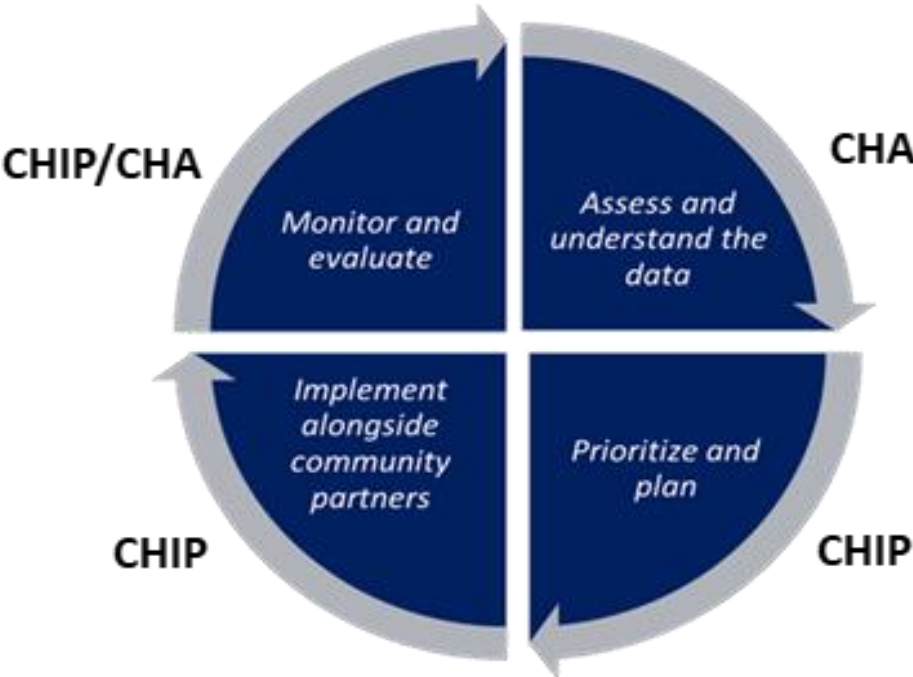 CHIP/CHA
Monitor and
evaluate
CHA
Assess and
understand the
data
Implement
alongside
community
partners
CHIP
Prioritize and
plan
CHIP